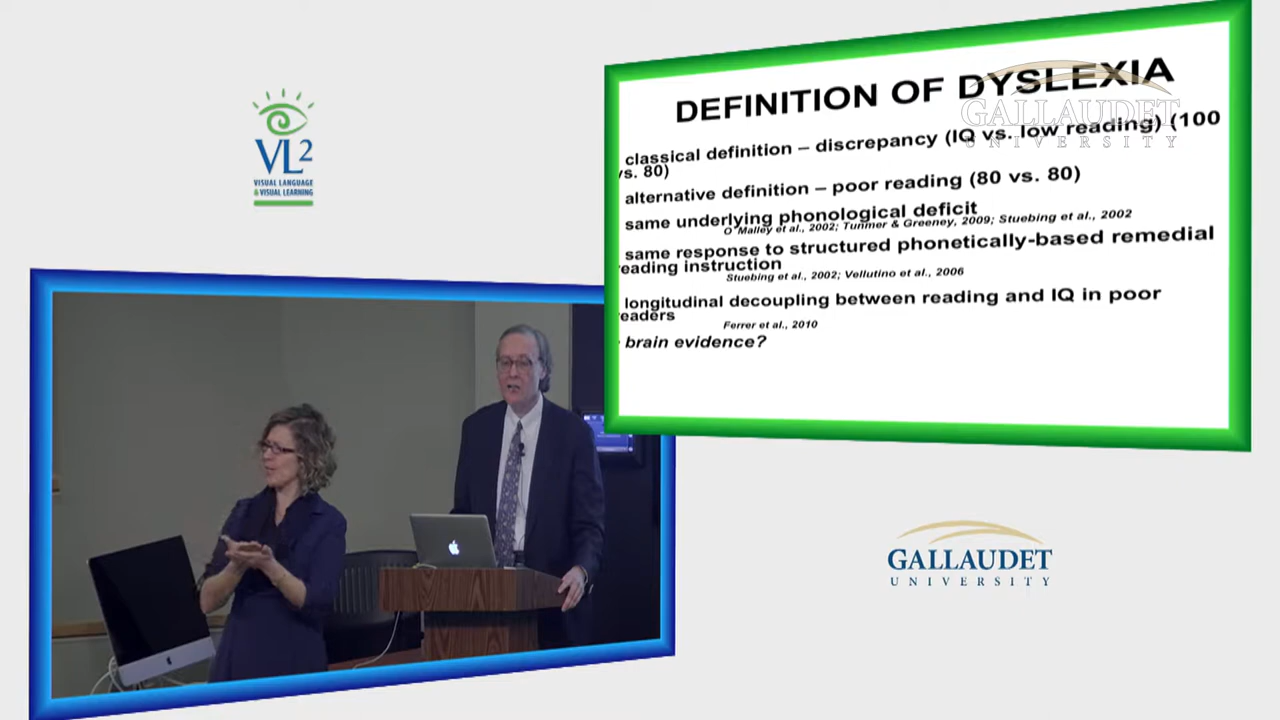 DEFINITION OF DYSLEXIA
classical definition – discrepancy (IQ vs. low reading) (100
vs. 80)
alternative definition – poor reading (80 vs. 80)
same underlying phonological deficit
O'Malley et al., 2002; Tunmer & Greeney, 2009; Stuebing et al., 2002
same response to structured phonetically-based remedial
reading instruction
Stuebing et al., 2002; Vellutino et al., 2006
longitudinal decoupling between reading and IQ in poor
readers
Ferrer et al., 2010
brain evidence?
GALLAUDET
UNIVERSITY
VL2
VISUAL LANGUAGE
& VISUAL LEARNING
GALLAUDET
UNIVERSITY